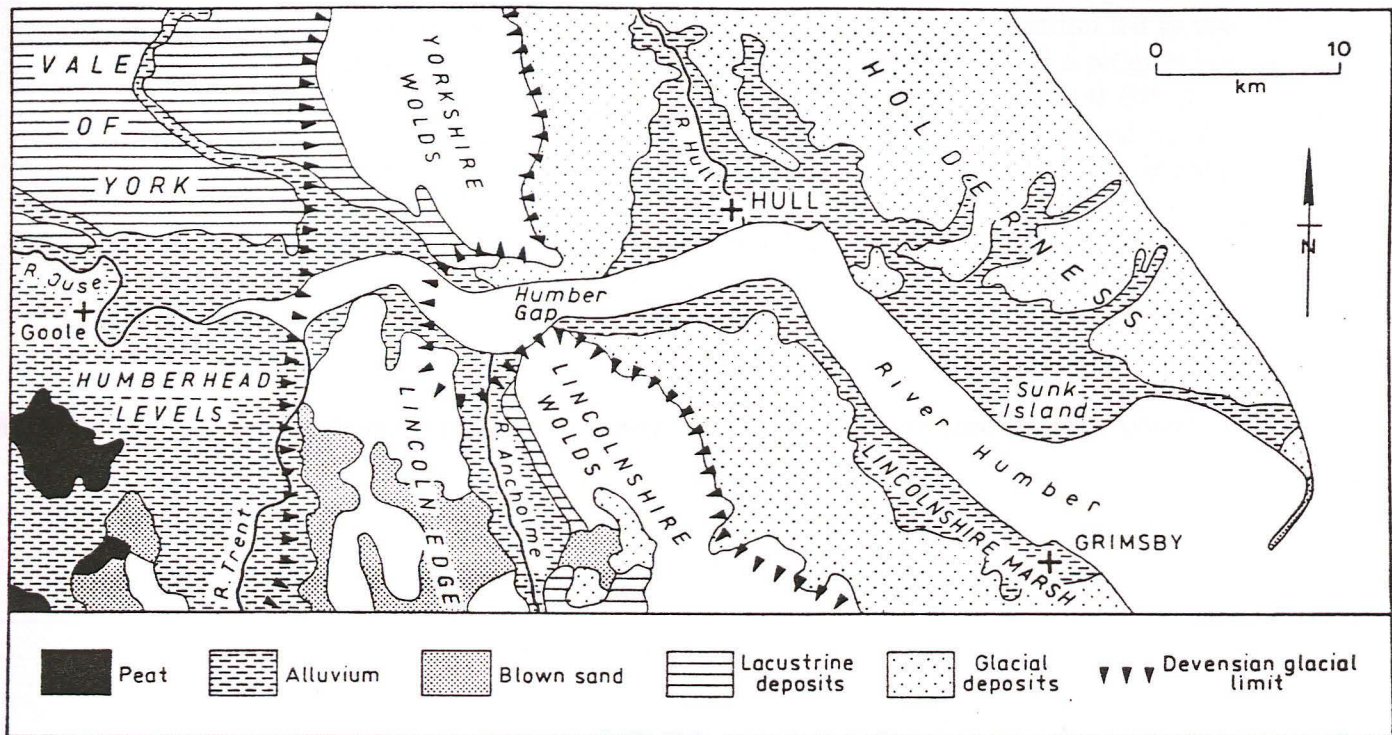 VALE
OF
YORK
YORKSHIRE
WOLDS
R Hull
HULL
HOLDERNESS
0 10
km
N
R. Ouse
Goole
Humber
Gap
HUMBERHEAD
LEVELS
R. Trent
LINCOLN EDGE
R Ancholme
LINCOLNSHIRE
WOLDS
River Humber
Sunk
Island
LINCOLNSHIRE MARSH
GRIMSBY
Peat
Alluvium
Blown sand
Lacustrine
deposits
Glacial
deposits
Devensian glacial
limit